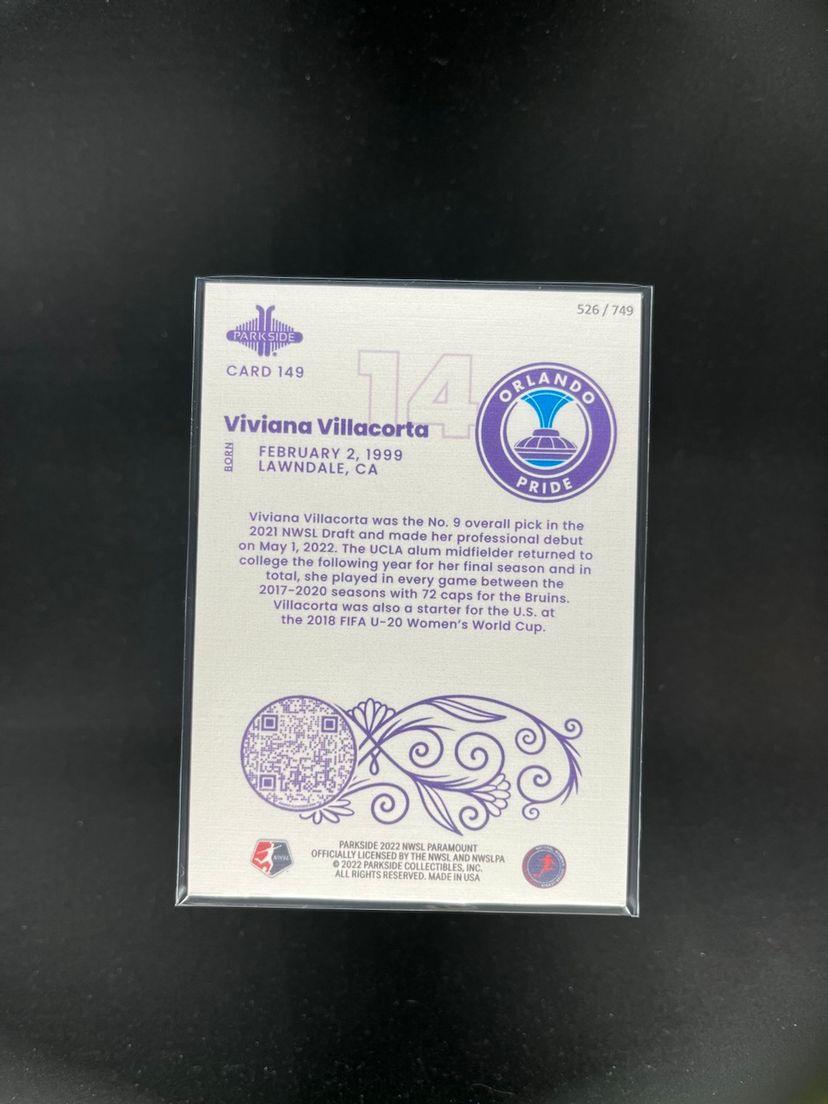 526 / 749
PARKSIDE
CARD 149
14
Viviana Villacorta
BORN
FEBRUARY 2, 1999
LAWNDALE, CA
ORLANDO
PRIDE
Viviana Villacorta was the No. 9 overall pick in the
2021 NWSL Draft and made her professional debut
on May 1, 2022. The UCLA alum midfielder returned to
college the following year for her final season and in
total, she played in every game between the
2017-2020 seasons with 72 caps for the Bruins.
Villacorta was also a starter for the U.S. at
the 2018 FIFA U-20 Women's World Cup.
NWSL
PARKSIDE 2022 NWSL PARAMOUNT
OFFICIALLY LICENSED BY THE NWSL AND NWSLPA
© 2022 PARKSIDE COLLECTIBLES, INC.
ALL RIGHTS RESERVED. MADE IN USA